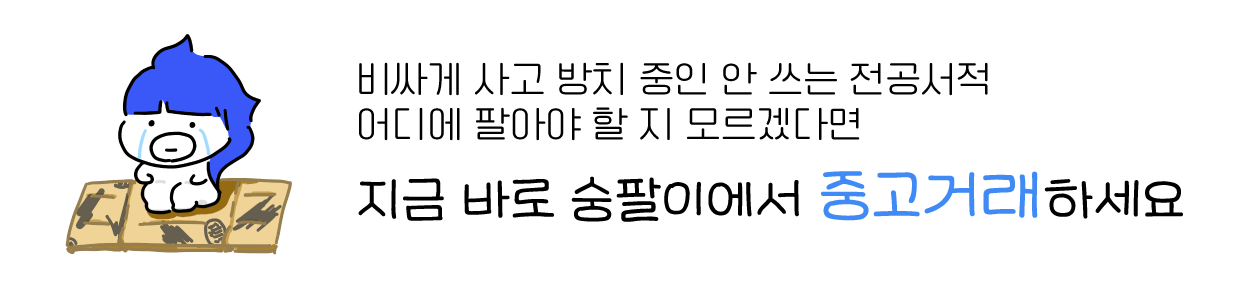 비싸게 사고 방치 중인 안 쓰는 전공서적
어디에 팔아야 할 지 모르겠다면
지금 바로 숭팔이에서 중고거래하세요